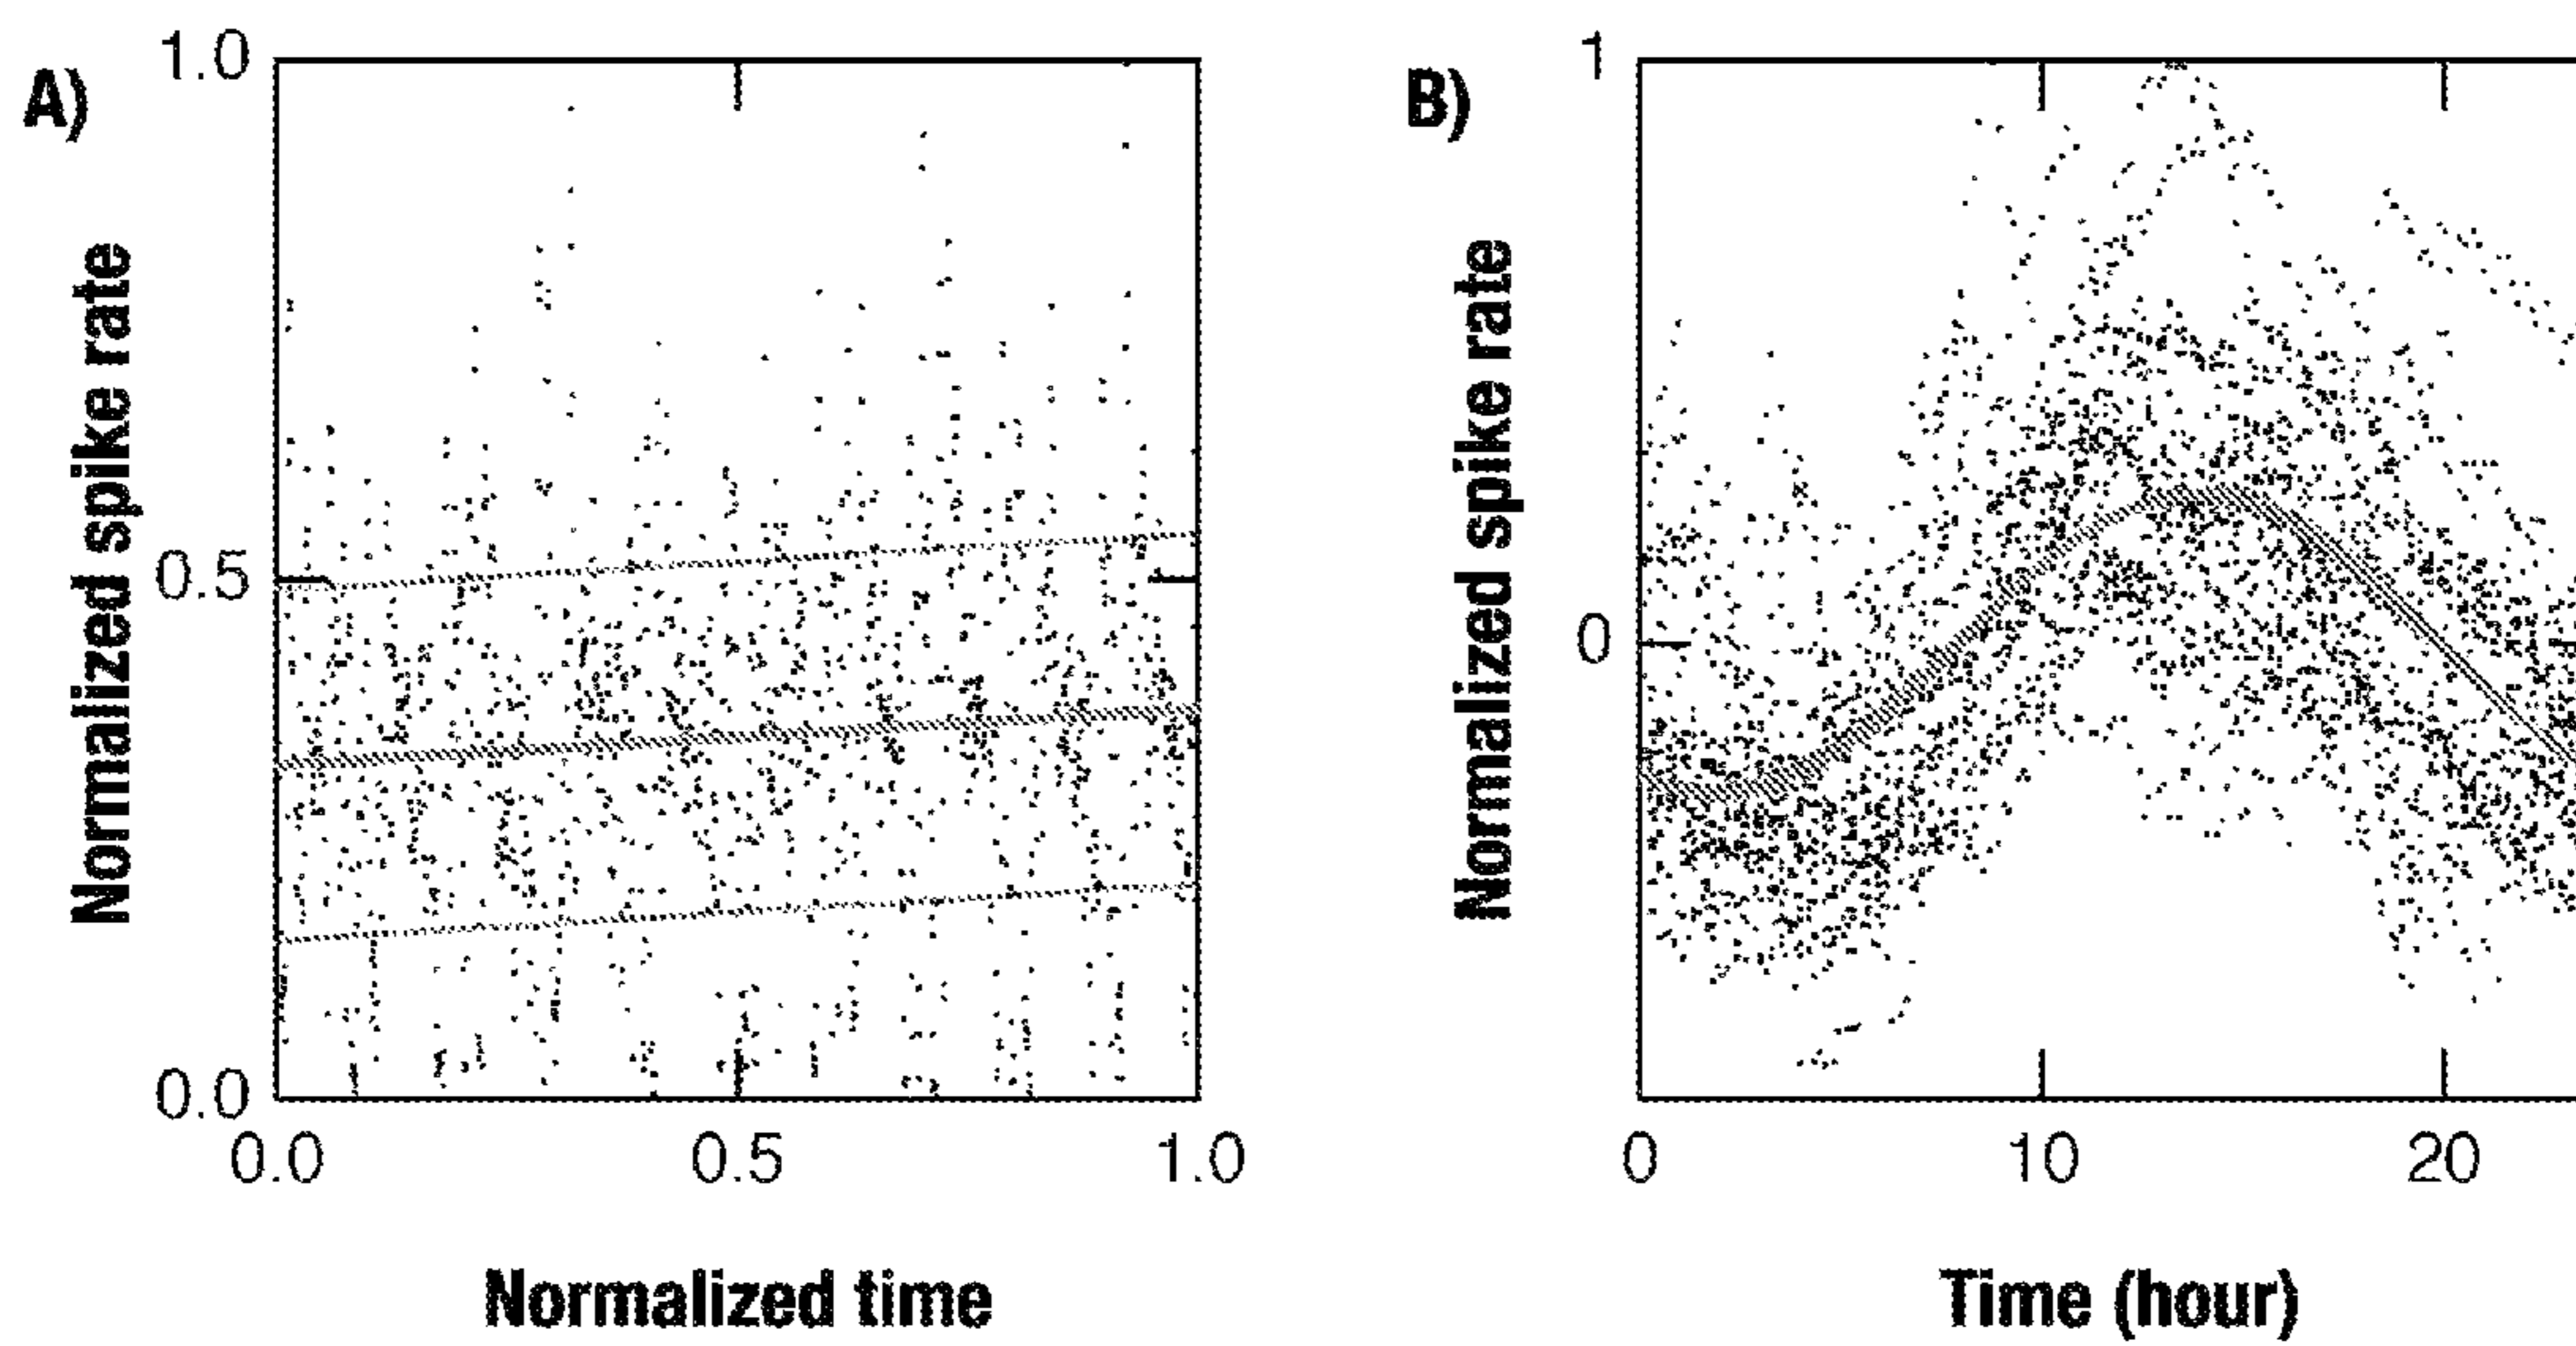 A)
Normalized spike rate
1.0
0.5
0.0
0.0 0.5 1.0
Normalized time
B)
Normalized spike rate
1
0
0 10 20
Time (hour)